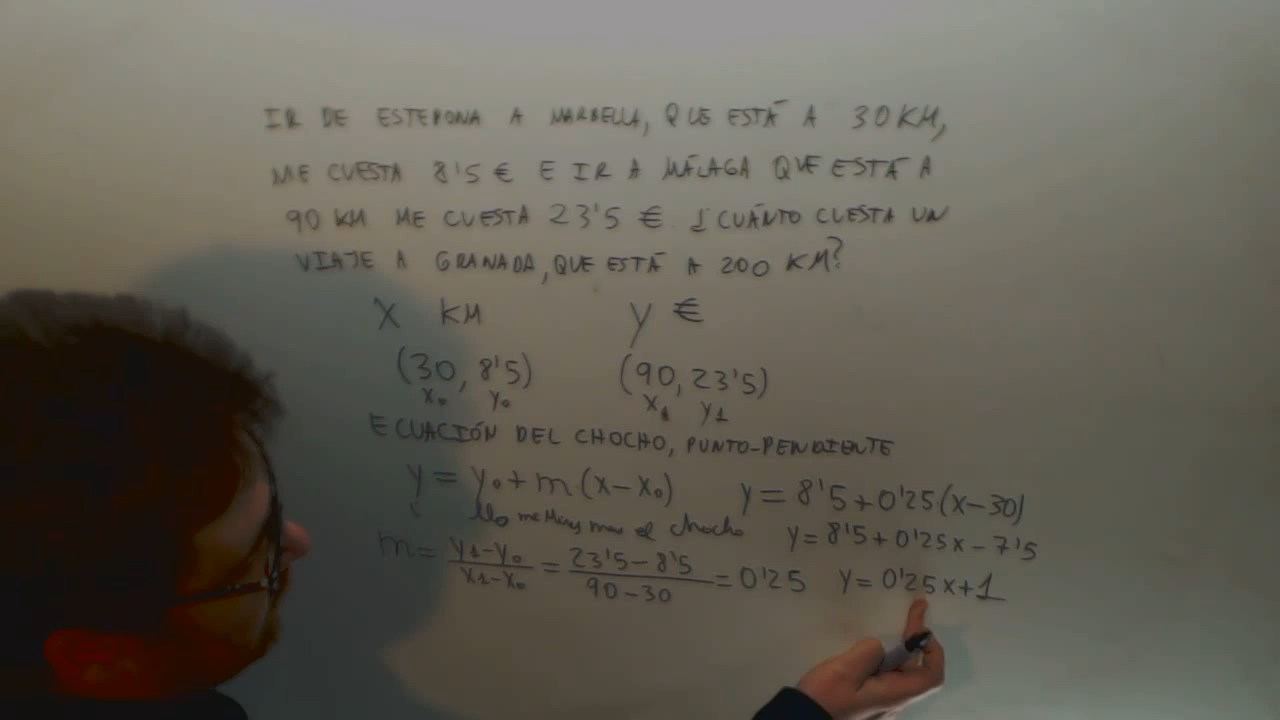 IR DE ESTEPONA A MARBELLA, QUE ESTÁ A 30 KM,
ME CUESTA 8'5 € E IR A MÁLAGA QUE ESTÁ A
90 KM ME CUESTA 23'5 €. ¿CUÁNTO CUESTA UN
VIAJE A GRANADA, QUE ESTÁ A 200 KM?
X KM y €
(30, 8'5) (90, 23'5)
x₀ y₀ x₁ y₁
ECUACIÓN DEL CHOCHO, PUNTO-PENDIENTE
y = y₀ + m (x - x₀) y = 8'5 + 0'25 (x - 30)
el chocho y = 8'5 + 0'25x - 7'5
m = y₁-y₀ / x₁-x₀ = 23'5 - 8'5 / 90 - 30 = 0'25 y = 0'25x + 1